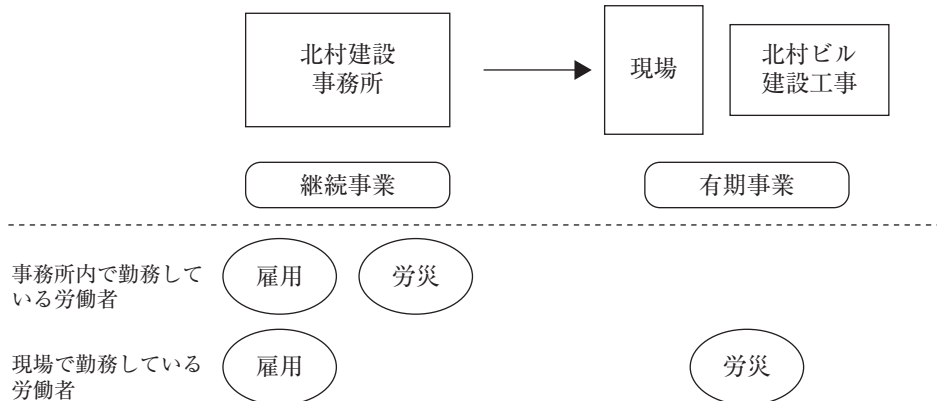 北村建設
事務所
現場
北村ビル
建設工事
継続事業
有期事業
事務所内で勤務して
いる労働者
雇用
労災
現場で勤務している
労働者
雇用
労災